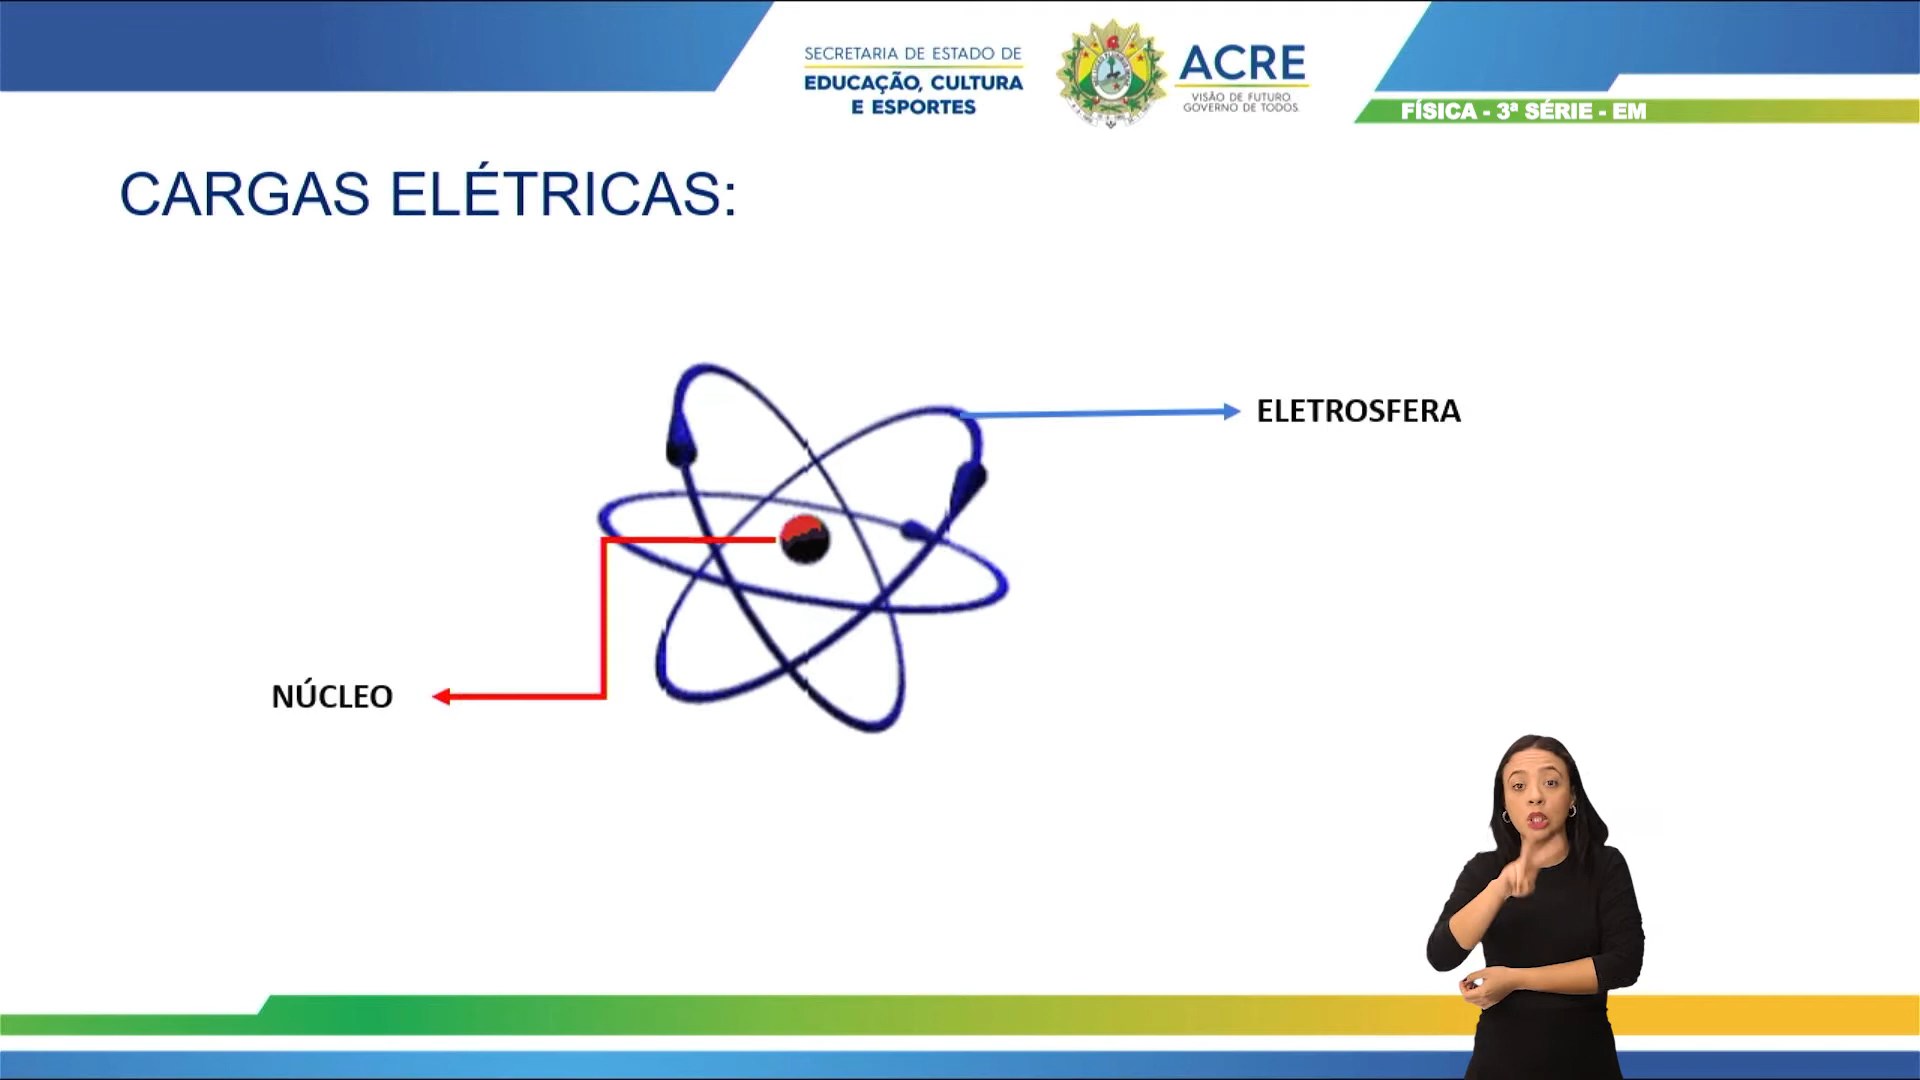 SECRETARIA DE ESTADO DE
EDUCAÇÃO, CULTURA
E ESPORTES
ACRE
VISÃO DE FUTURO.
GOVERNO DE TODOS.
FÍSICA - 3ª SÉRIE - EM
CARGAS ELÉTRICAS:
ELETROSFERA
NÚCLEO